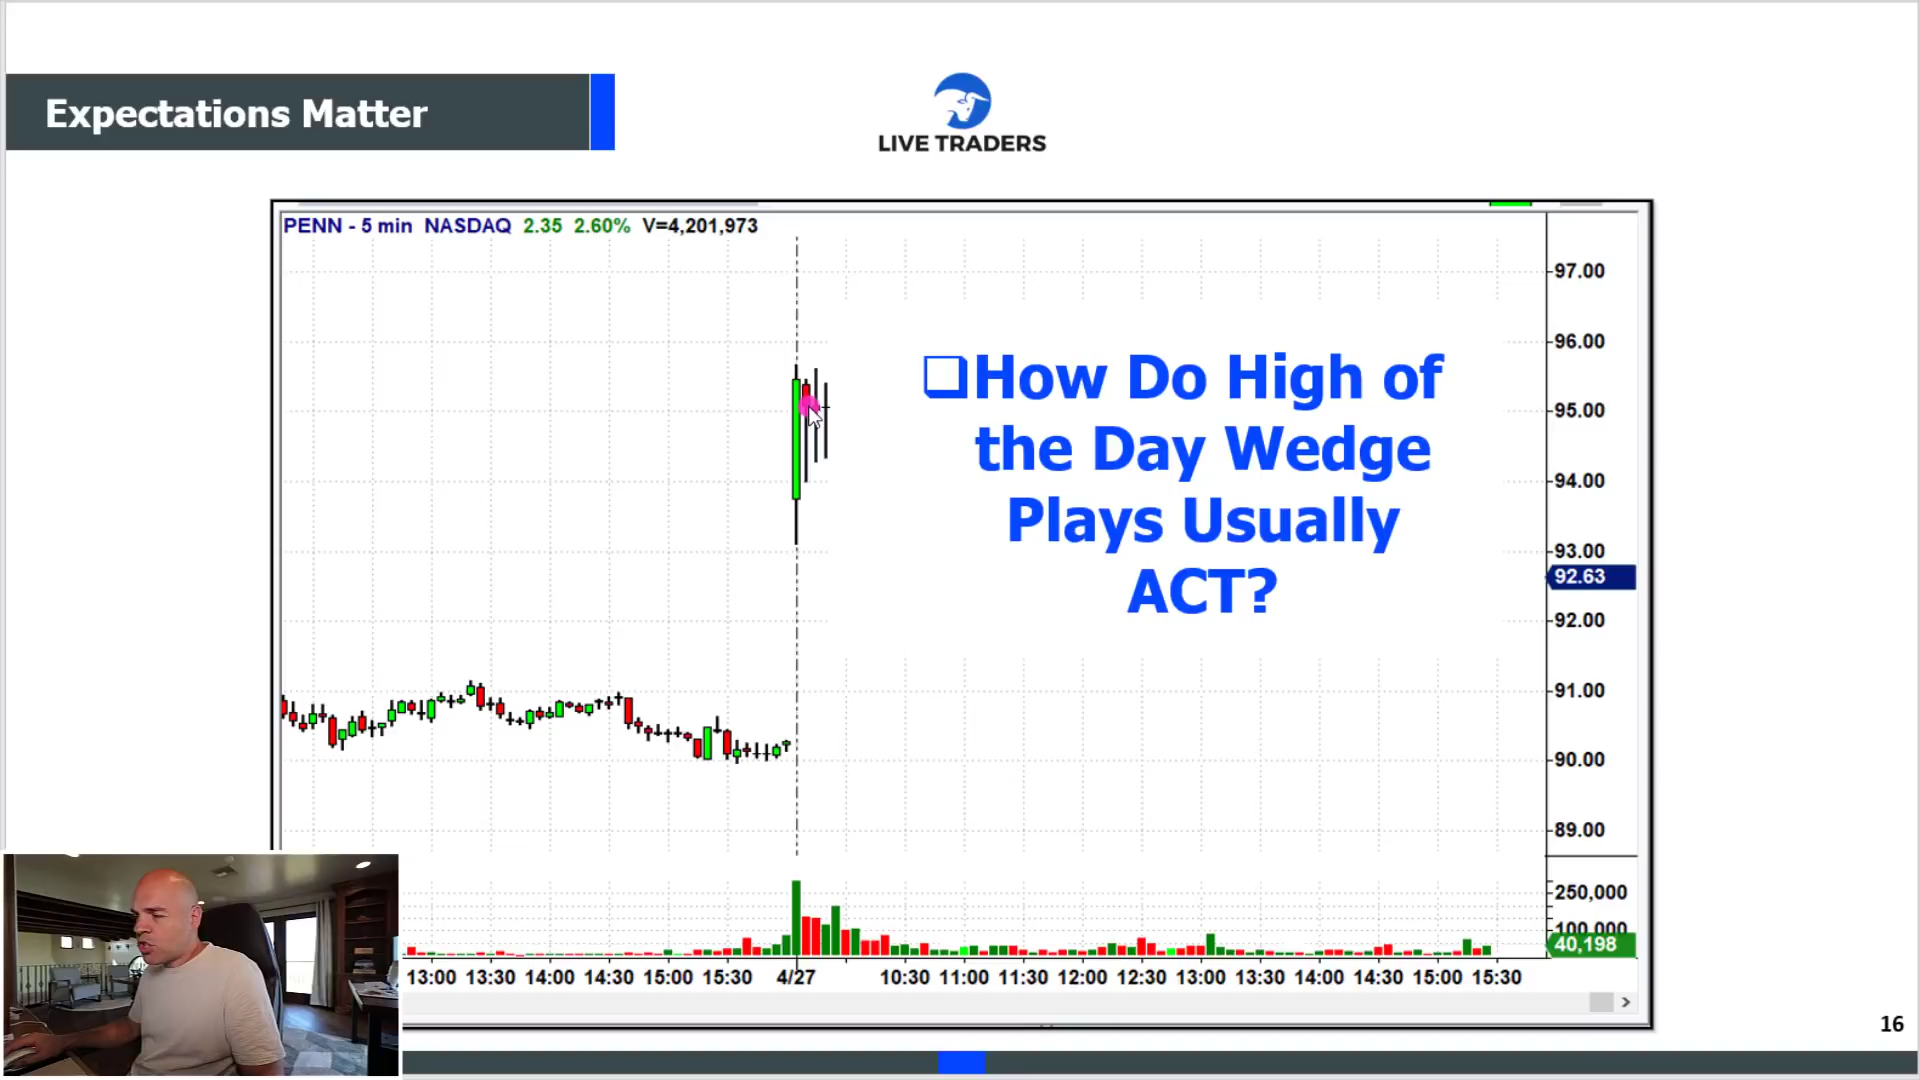 Expectations Matter
LIVE TRADERS
PENN - 5 min NASDAQ 2.35 2.60% V=4,201,973
97.00
96.00
95.00
94.00
93.00
92.63
92.00
91.00
90.00
89.00
❑How Do High of
the Day Wedge
Plays Usually
ACT?
250,000
100,000
40,198
13:00 13:30 14:00 14:30 15:00 15:30 4/27 10:30 11:00 11:30 12:00 12:30 13:00 13:30 14:00 14:30 15:00 15:30
16